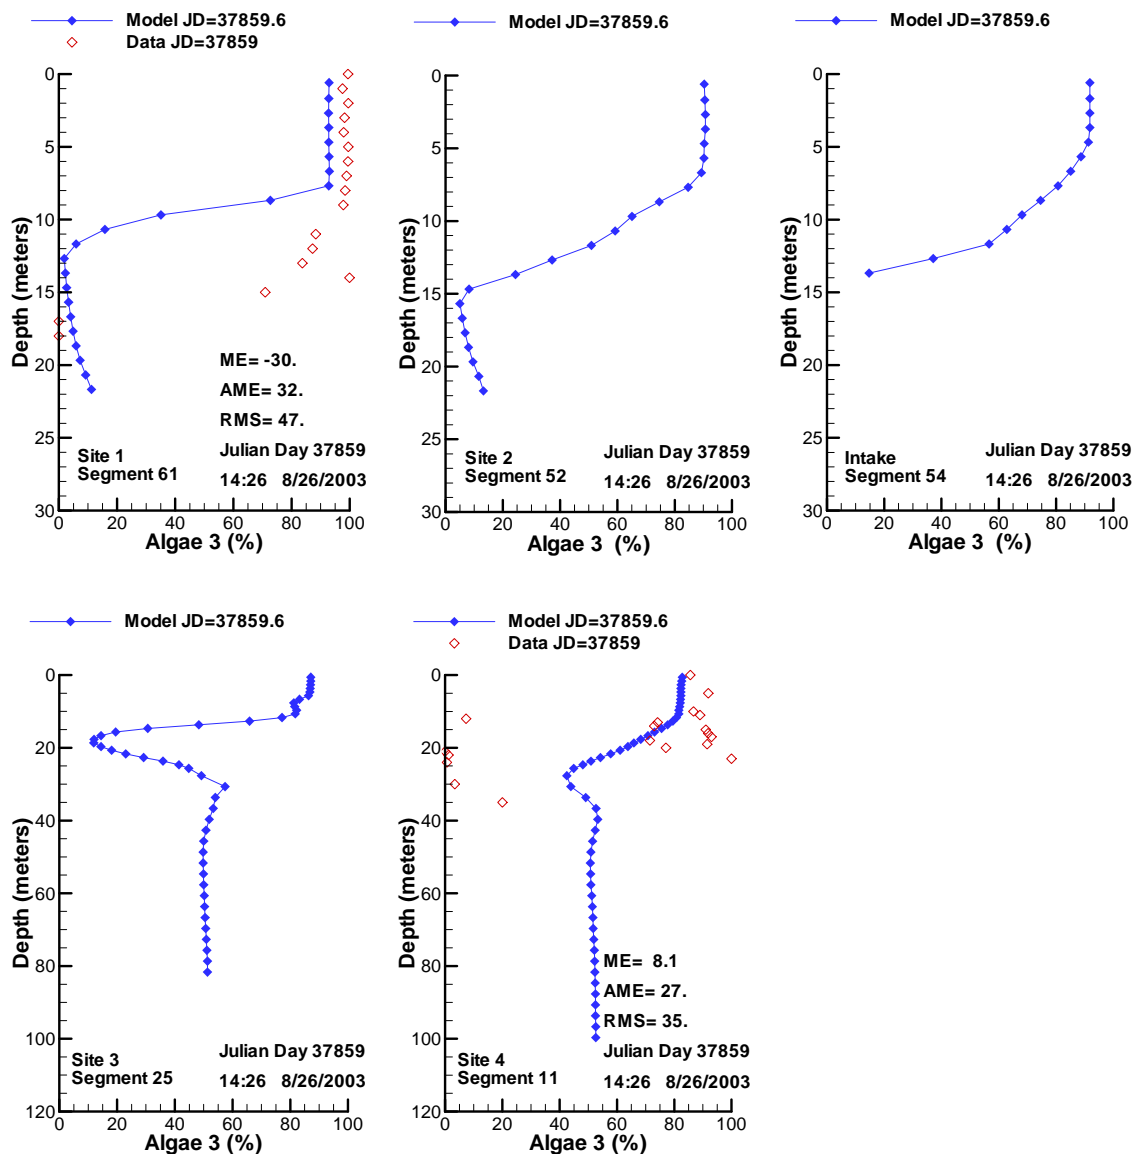 Model JD=37859.6
Data JD=37859
0
5
10
15
20
25
30
Depth (meters)
ME= -30.
AME= 32.
RMS= 47.
Site 1
Segment 61
Julian Day 37859
14:26 8/26/2003
0 20 40 60 80 100
Algae 3 (%)
Model JD=37859.6
0
5
10
15
20
25
30
Depth (meters)
Site 2
Segment 52
Julian Day 37859
14:26 8/26/2003
0 20 40 60 80 100
Algae 3 (%)
Model JD=37859.6
0
5
10
15
20
25
30
Depth (meters)
Intake
Segment 54
Julian Day 37859
14:26 8/26/2003
0 20 40 60 80 100
Algae 3 (%)
Model JD=37859.6
0
20
40
60
80
100
120
Depth (meters)
Site 3
Segment 25
Julian Day 37859
14:26 8/26/2003
0 20 40 60 80 100
Algae 3 (%)
Model JD=37859.6
Data JD=37859
0
20
40
60
80
100
120
Depth (meters)
ME= 8.1
AME= 27.
RMS= 35.
Site 4
Segment 11
Julian Day 37859
14:26 8/26/2003
0 20 40 60 80 100
Algae 3 (%)